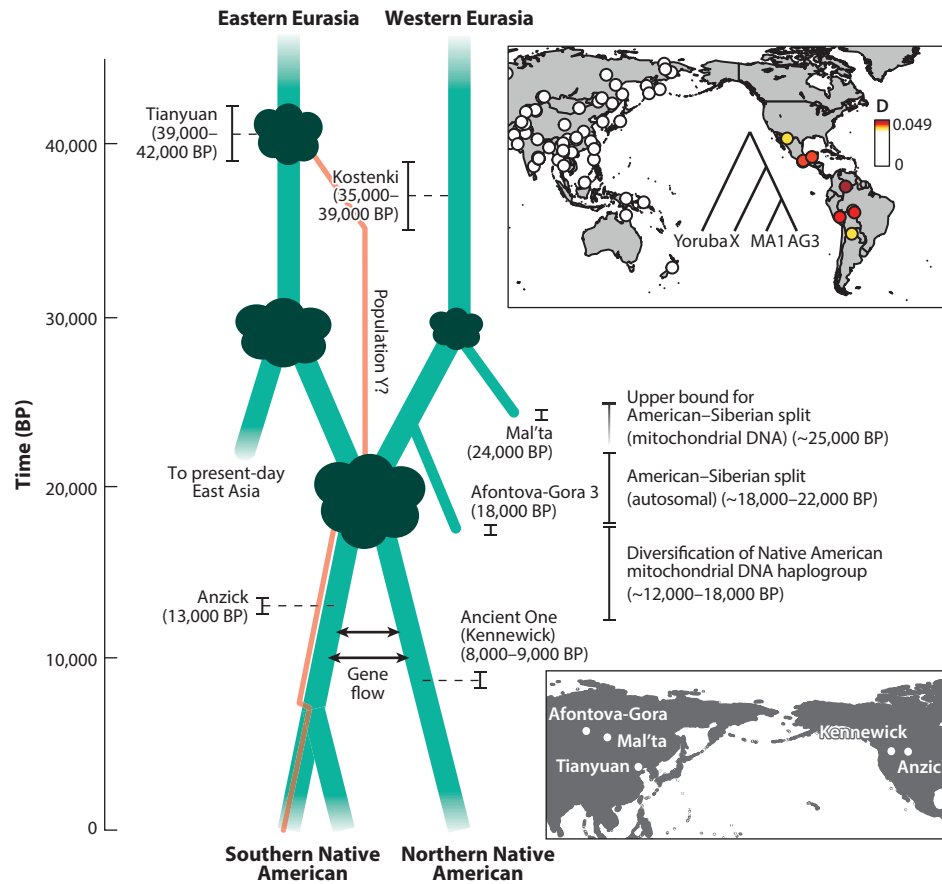 Eastern Eurasia
Western Eurasia
Time (BP)
40,000
30,000
20,000
10,000
0
Tianyuan
(39,000–
42,000 BP)
Kostenki
(35,000–
39,000 BP)
Population Y?
To present-day
East Asia
Mal'ta
(24,000 BP)
Afontova-Gora 3
(18,000 BP)
Anzick
(13,000 BP)
Ancient One
(Kennewick)
(8,000–9,000 BP)
Gene
flow
Southern Native
American
Northern Native
American
D
0.049
0
Yoruba X MA1 AG3
Upper bound for
American–Siberian split
(mitochondrial DNA) (~25,000 BP)
American–Siberian split
(autosomal) (~18,000–22,000 BP)
Diversification of Native American
mitochondrial DNA haplogroup
(~12,000–18,000 BP)
Afontova-Gora
Mal'ta
Tianyuan
Kennewick
Anzick